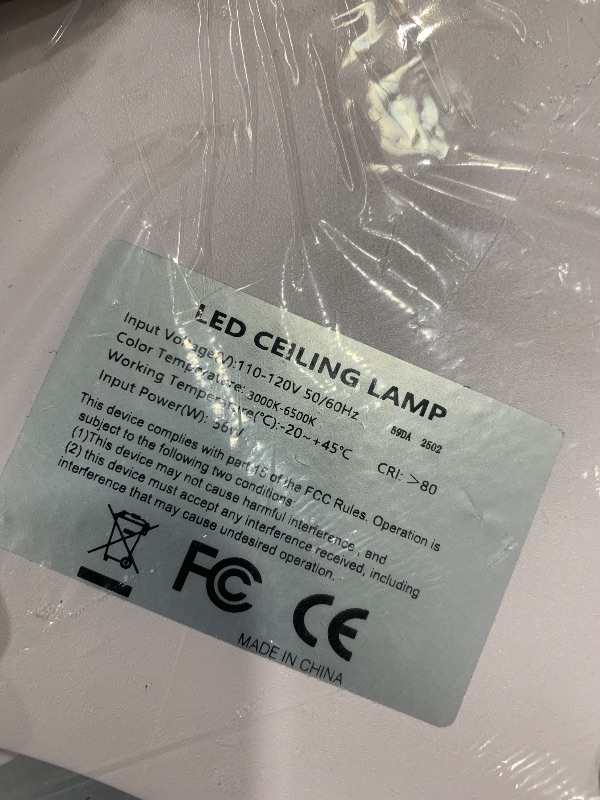 LED CEILING LAMP
Input Voltage(V):110-120V 50/60Hz
Color Temperature: 3000K-6500K
59DA 2502
Working Temperature(℃):-20~+45℃
CRI: >80
Input Power(W): 36W
This device complies with part 15 of the FCC Rules. Operation is
subject to the following two conditions:
(1)This device may not cause harmful interference , and
(2) this device must accept any interference received, including
interference that may cause undesired operation.
FC CE
MADE IN CHINA